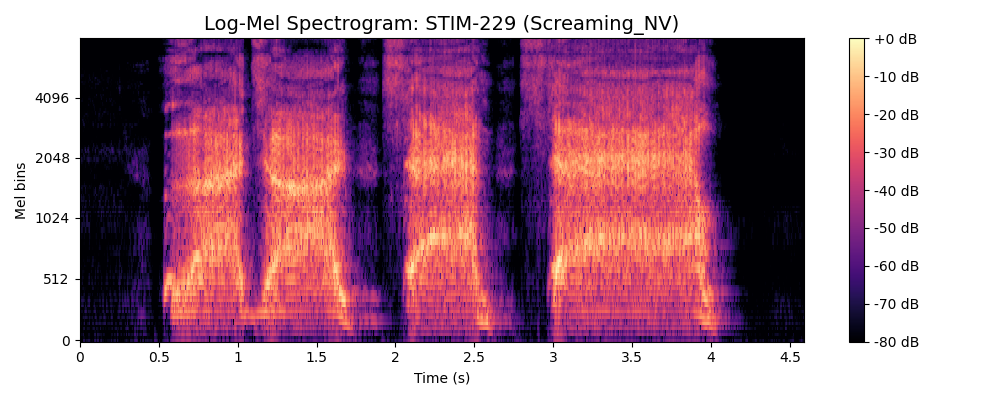 Log-Mel Spectrogram: STIM-229 (Screaming_NV)
Mel bins
4096
2048
1024
512
0
0 0.5 1 1.5 2 2.5 3 3.5 4 4.5
Time (s)
+0 dB
-10 dB
-20 dB
-30 dB
-40 dB
-50 dB
-60 dB
-70 dB
-80 dB